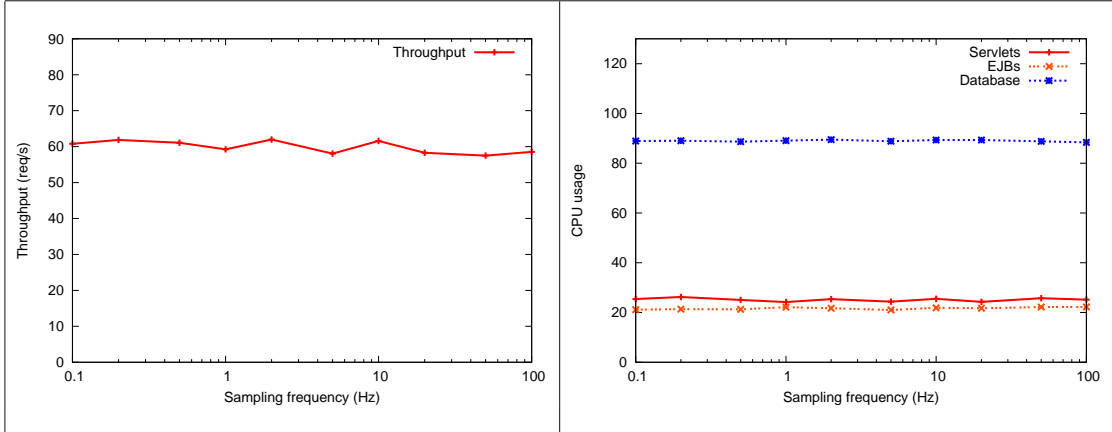 90
80
70
60
50
40
30
20
10
0
Throughput (req/s)
Throughput
0.1 1 10 100
Sampling frequency (Hz)
120
100
80
60
40
20
0
CPU usage
Servlets
EJBs
Database
0.1 1 10 100
Sampling frequency (Hz)